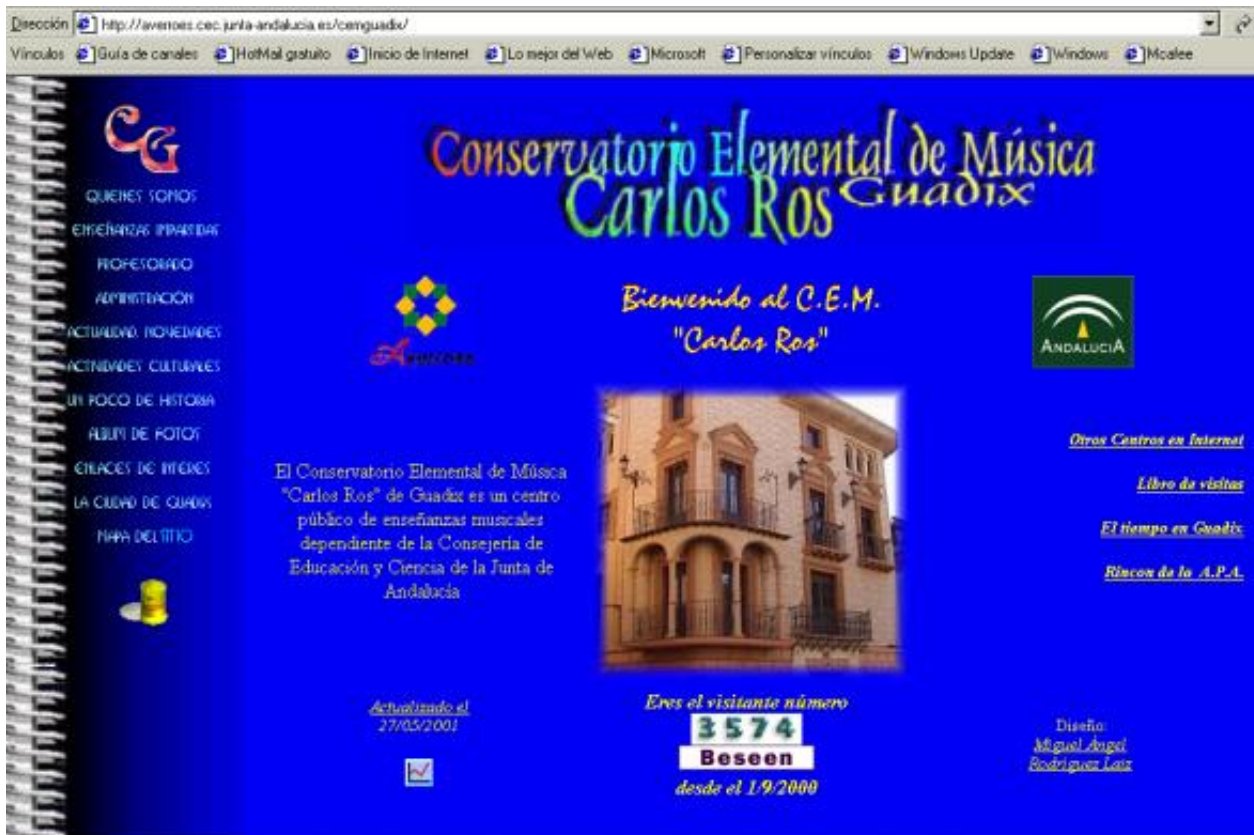 Dirección http://averroes.cec.junta-andalucia.es/cemguadix/
Vínculos Guía de canales HotMail gratuito Inicio de Internet Lo mejor del Web Microsoft Personalizar vínculos Windows Update Windows Mcafee
CG
QUIENES SOMOS
ENSEÑANZAS IMPARTIDAS
PROFESORADO
ADMINISTRACIÓN
ACTUALIDAD. NOVEDADES
ACTIVIDADES CULTURALES
UN POCO DE HISTORIA
ALBUM DE FOTOS
ENLACES DE INTERES
LA CIUDAD DE GUADIX
MAPA DEL SITIO
Conservatorio Elemental de Música
Carlos Ros Guadix
Averroes
Bienvenido al C.E.M.
"Carlos Ros"
ANDALUCIA
El Conservatorio Elemental de Música
"Carlos Ros" de Guadix es un centro
público de enseñanzas musicales
dependiente de la Consejería de
Educación y Ciencia de la Junta de
Andalucía
Otros Centros en Internet
Libro de visitas
El tiempo en Guadix
Rincon de la A.P.A.
Actualizado el
27/05/2001
Eres el visitante número
3574
Beseen
desde el 1/9/2000
Diseño:
Miguel Ángel
Rodríguez Laiz